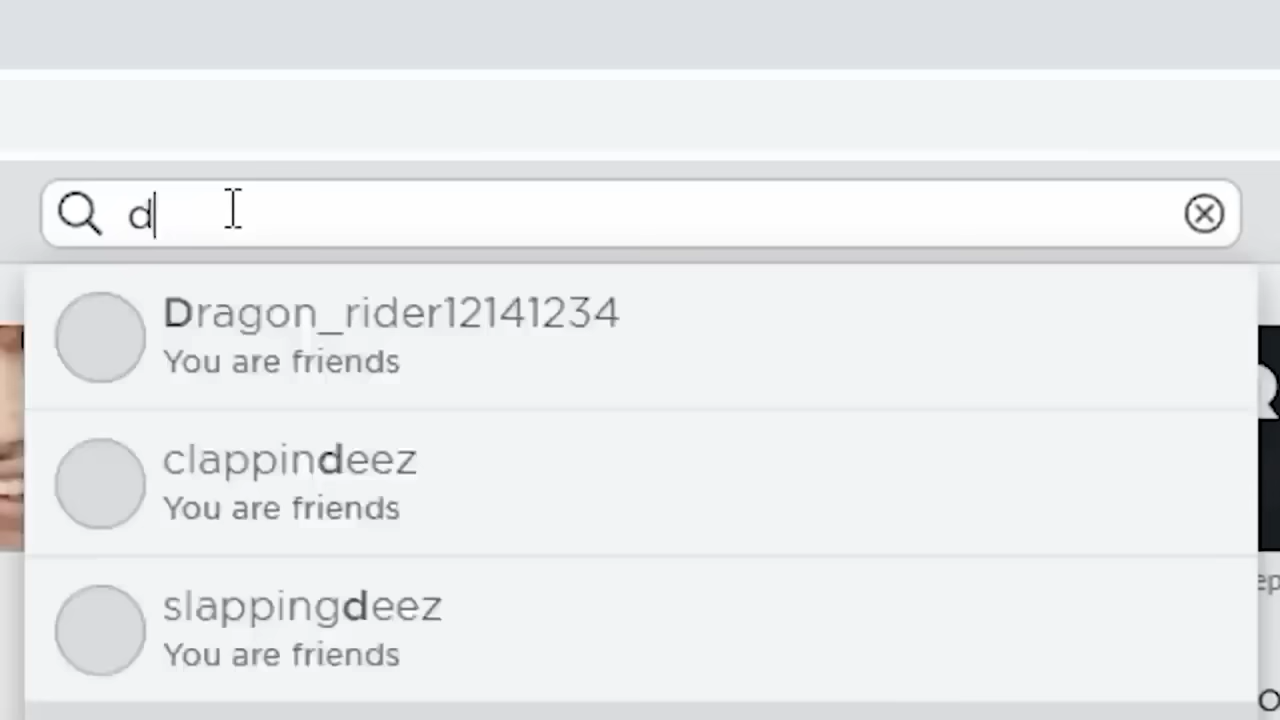 d
Dragon_rider12141234
You are friends
clappindeez
You are friends
slappingdeez
You are friends